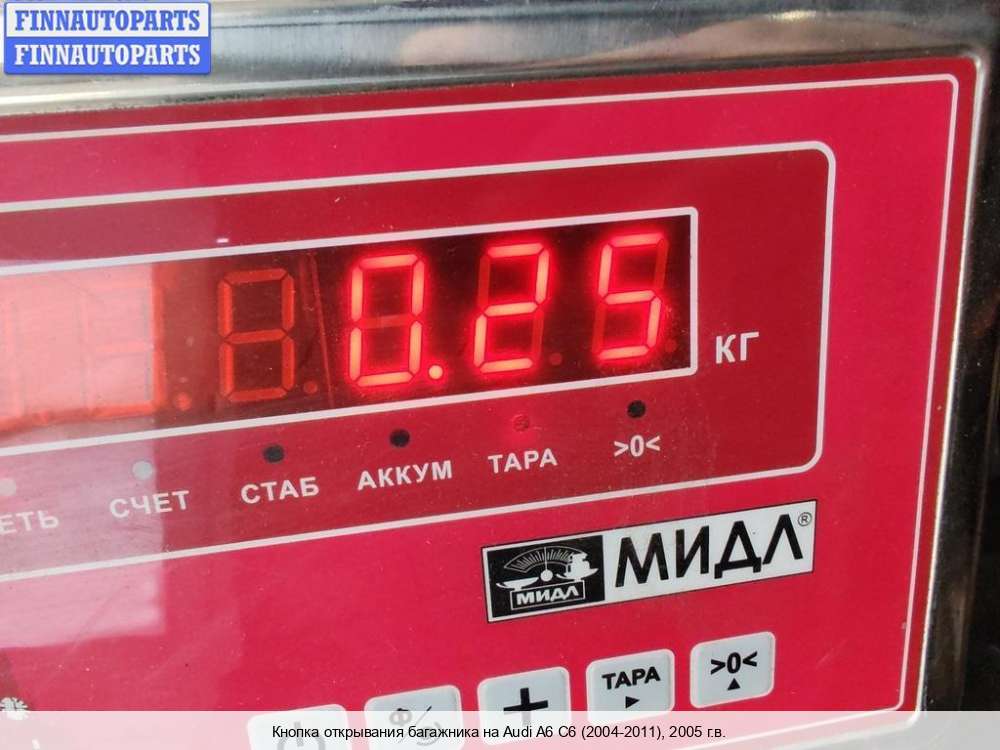 FINNAUTOPARTS
FINNAUTOPARTS
0.25
КГ
ЕТЬ СЧЕТ СТАБ АККУМ ТАРА >0<
МИДЛ
МИДЛ®
ТАРА >0<
Кнопка открывания багажника на Audi A6 C6 (2004-2011), 2005 г.в.